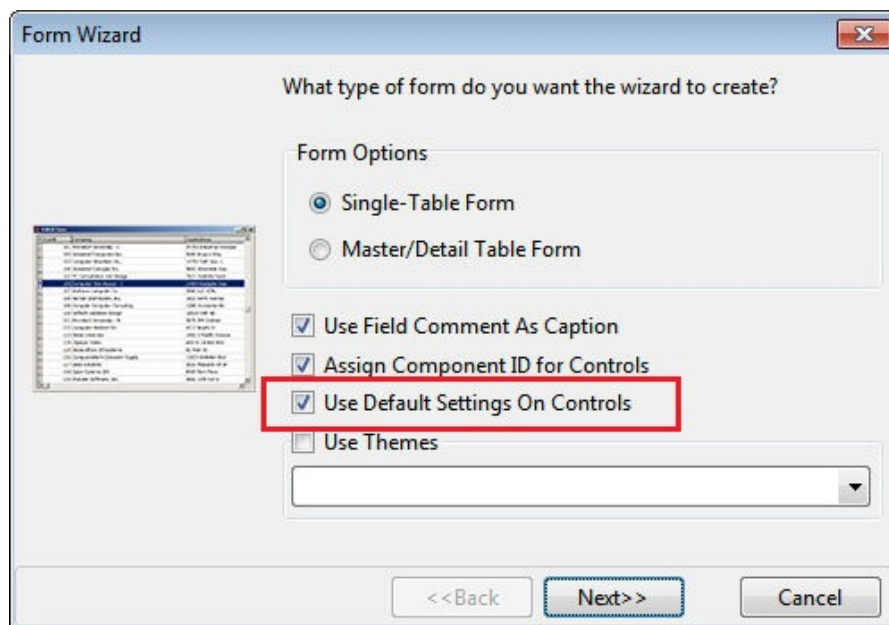 Form Wizard
What type of form do you want the wizard to create?
Form Options
Single-Table Form
Master/Detail Table Form
Use Field Comment As Caption
Assign Component ID for Controls
Use Default Settings On Controls
Use Themes
<<Back
Next>>
Cancel